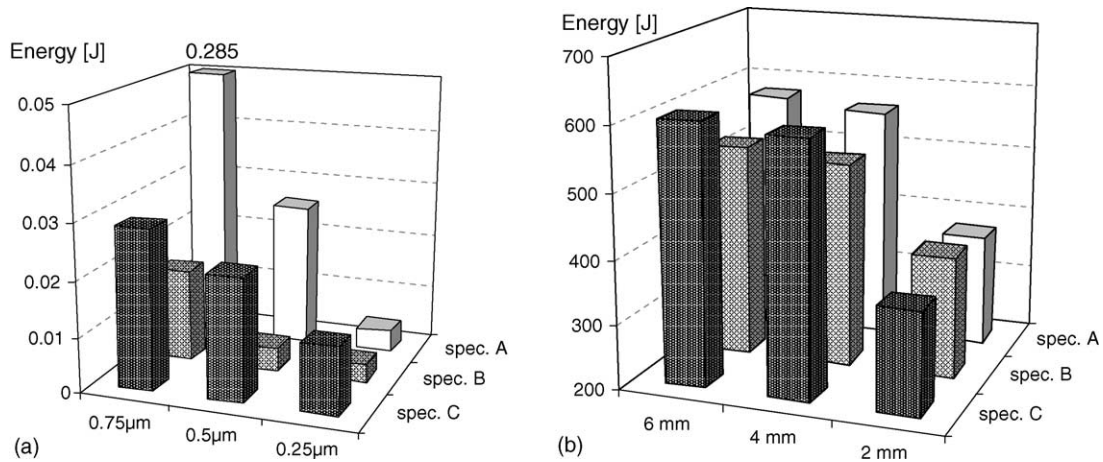 Energy [J]
0.285
0.05
0.04
0.03
0.02
0.01
0
0.75μm
0.5μm
0.25μm
spec. A
spec. B
spec. C
(a)
Energy [J]
700
600
500
400
300
200
6 mm
4 mm
2 mm
spec. A
spec. B
spec. C
(b)